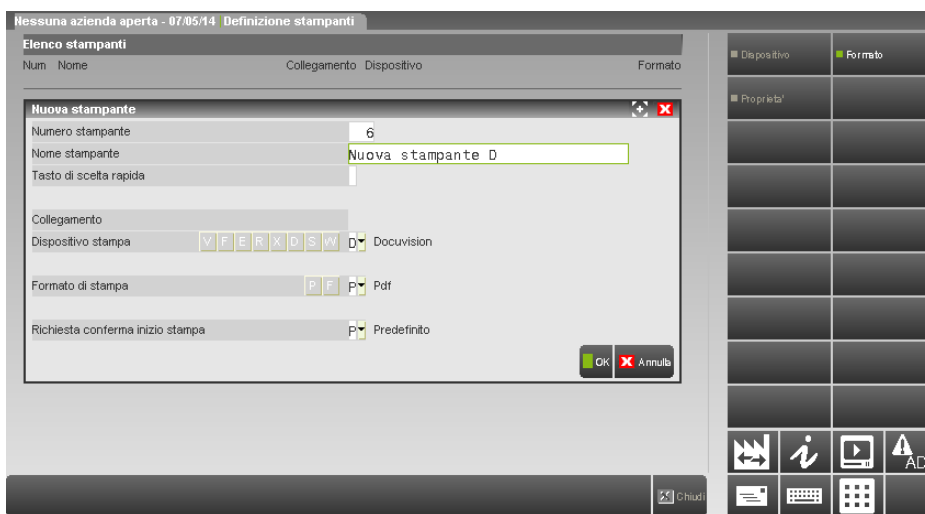 Nessuna azienda aperta - 07/05/14 Definizione stampanti
Elenco stampanti
Num Nome Collegamento Dispositivo Formato
Nuova stampante
Numero stampante 6
Nome stampante Nuova stampante D
Tasto di scelta rapida
Collegamento
Dispositivo stampa V F E R X D S W D Docuvision
Formato di stampa P F P Pdf
Richiesta conferma inizio stampa P Predefinito
OK Annulla
Chiudi
Dispositivo Formato
Proprieta'
AD